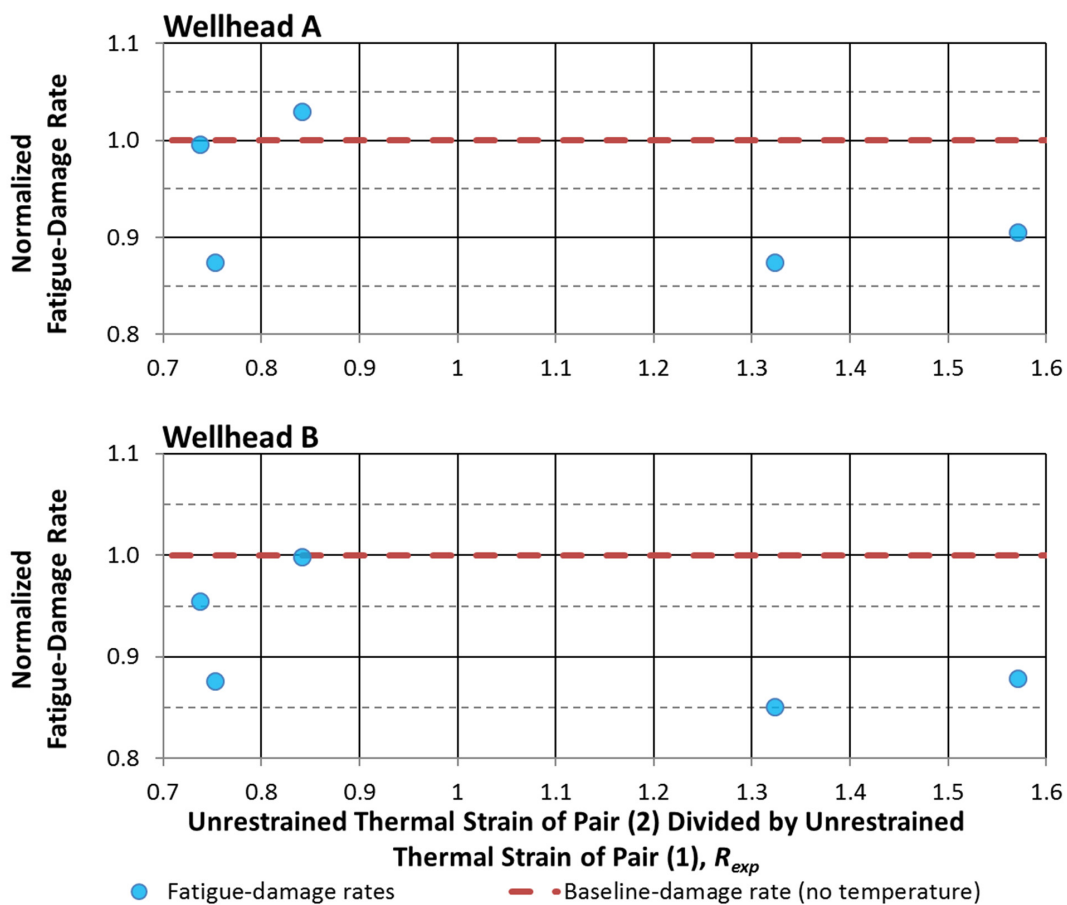 Wellhead A
Normalized
Fatigue-Damage Rate
1.1
1.0
0.9
0.8
0.7 0.8 0.9 1 1.1 1.2 1.3 1.4 1.5 1.6
Wellhead B
Normalized
Fatigue-Damage Rate
1.1
1.0
0.9
0.8
0.7 0.8 0.9 1 1.1 1.2 1.3 1.4 1.5 1.6
Unrestrained Thermal Strain of Pair (2) Divided by Unrestrained
Thermal Strain of Pair (1), R_exp
Fatigue-damage rates Baseline-damage rate (no temperature)